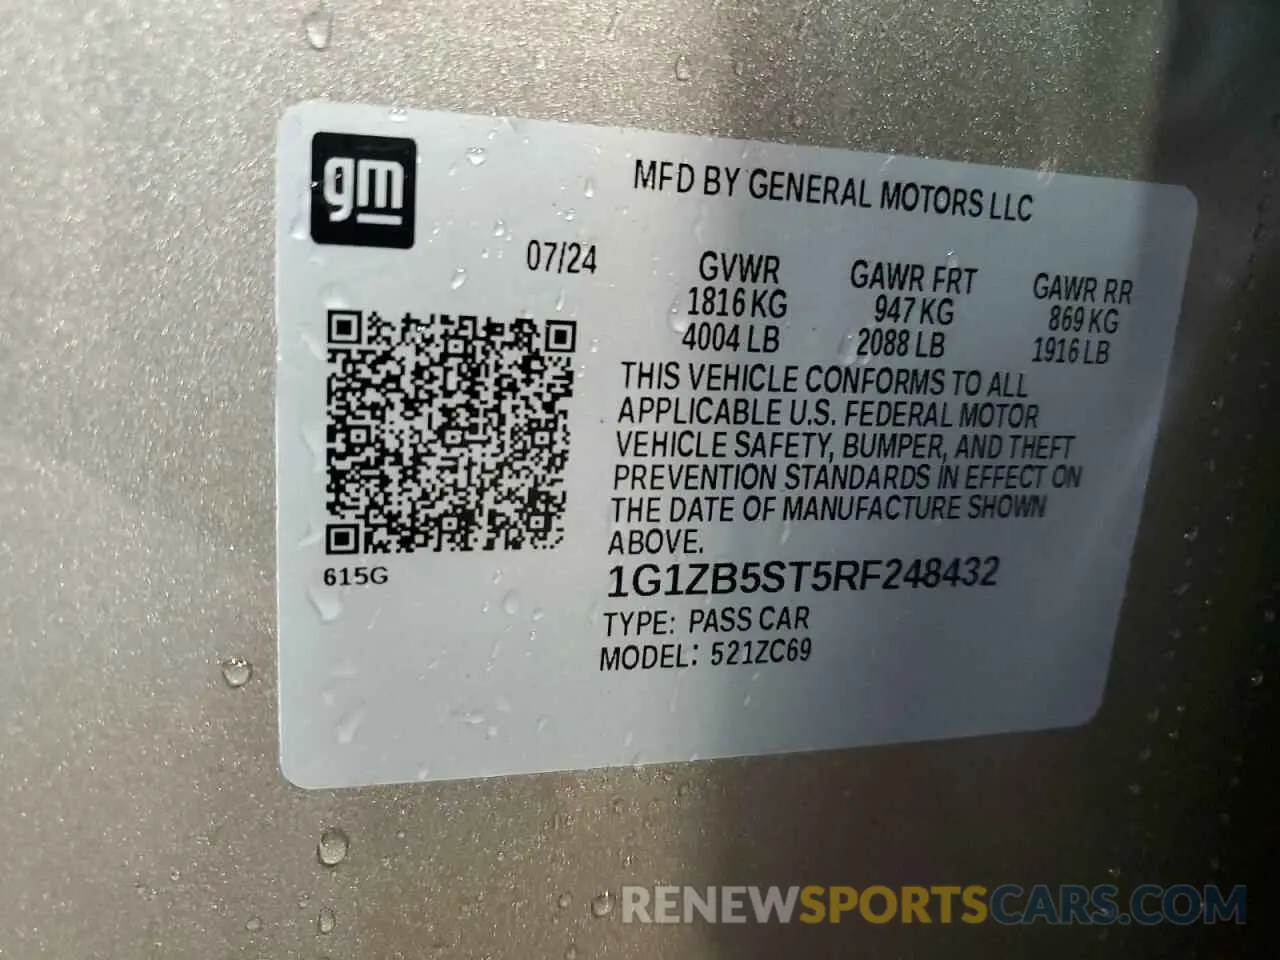 gm
MFD BY GENERAL MOTORS LLC
07/24
GVWR
1816 KG
4004 LB
GAWR FRT
947 KG
2088 LB
GAWR RR
869 KG
1916 LB
THIS VEHICLE CONFORMS TO ALL
APPLICABLE U.S. FEDERAL MOTOR
VEHICLE SAFETY, BUMPER, AND THEFT
PREVENTION STANDARDS IN EFFECT ON
THE DATE OF MANUFACTURE SHOWN
ABOVE.
1G1ZB5ST5RF248432
TYPE: PASS CAR
MODEL: 521ZC69
615G
RENEWSPORTSCARS.COM